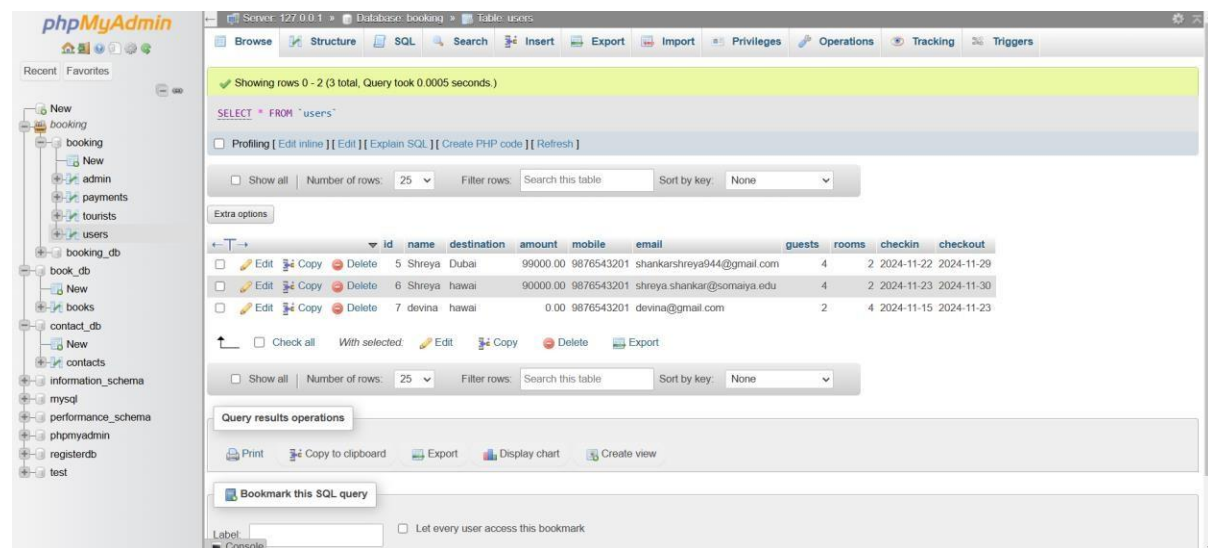 phpMyAdmin
Recent Favorites
New
booking
booking
New
admin
payments
tourists
users
booking_db
book_db
New
books
contact_db
New
contacts
information_schema
mysql
performance_schema
phpmyadmin
registerdb
test
Server: 127.0.0.1 » Database: booking » Table: users
Browse Structure SQL Search Insert Export Import Privileges Operations Tracking Triggers
Showing rows 0 - 2 (3 total, Query took 0.0005 seconds.)
SELECT * FROM `users`
Profiling [ Edit inline ] [ Edit ] [ Explain SQL ] [ Create PHP code ] [ Refresh ]
Show all | Number of rows: 25 Filter rows: Search this table Sort by key: None
Extra options
←T→ id name destination amount mobile email guests rooms checkin checkout
Edit Copy Delete 5 Shreya Dubai 99000.00 9876543201 shankarshreya944@gmail.com 4 2 2024-11-22 2024-11-29
Edit Copy Delete 6 Shreya hawai 90000.00 9876543201 shreya.shankar@somaiya.edu 4 2 2024-11-23 2024-11-30
Edit Copy Delete 7 devina hawai 0.00 9876543201 devina@gmail.com 2 4 2024-11-15 2024-11-23
Check all With selected: Edit Copy Delete Export
Show all | Number of rows: 25 Filter rows: Search this table Sort by key: None
Query results operations
Print Copy to clipboard Export Display chart Create view
Bookmark this SQL query
Label: Let every user access this bookmark
Console